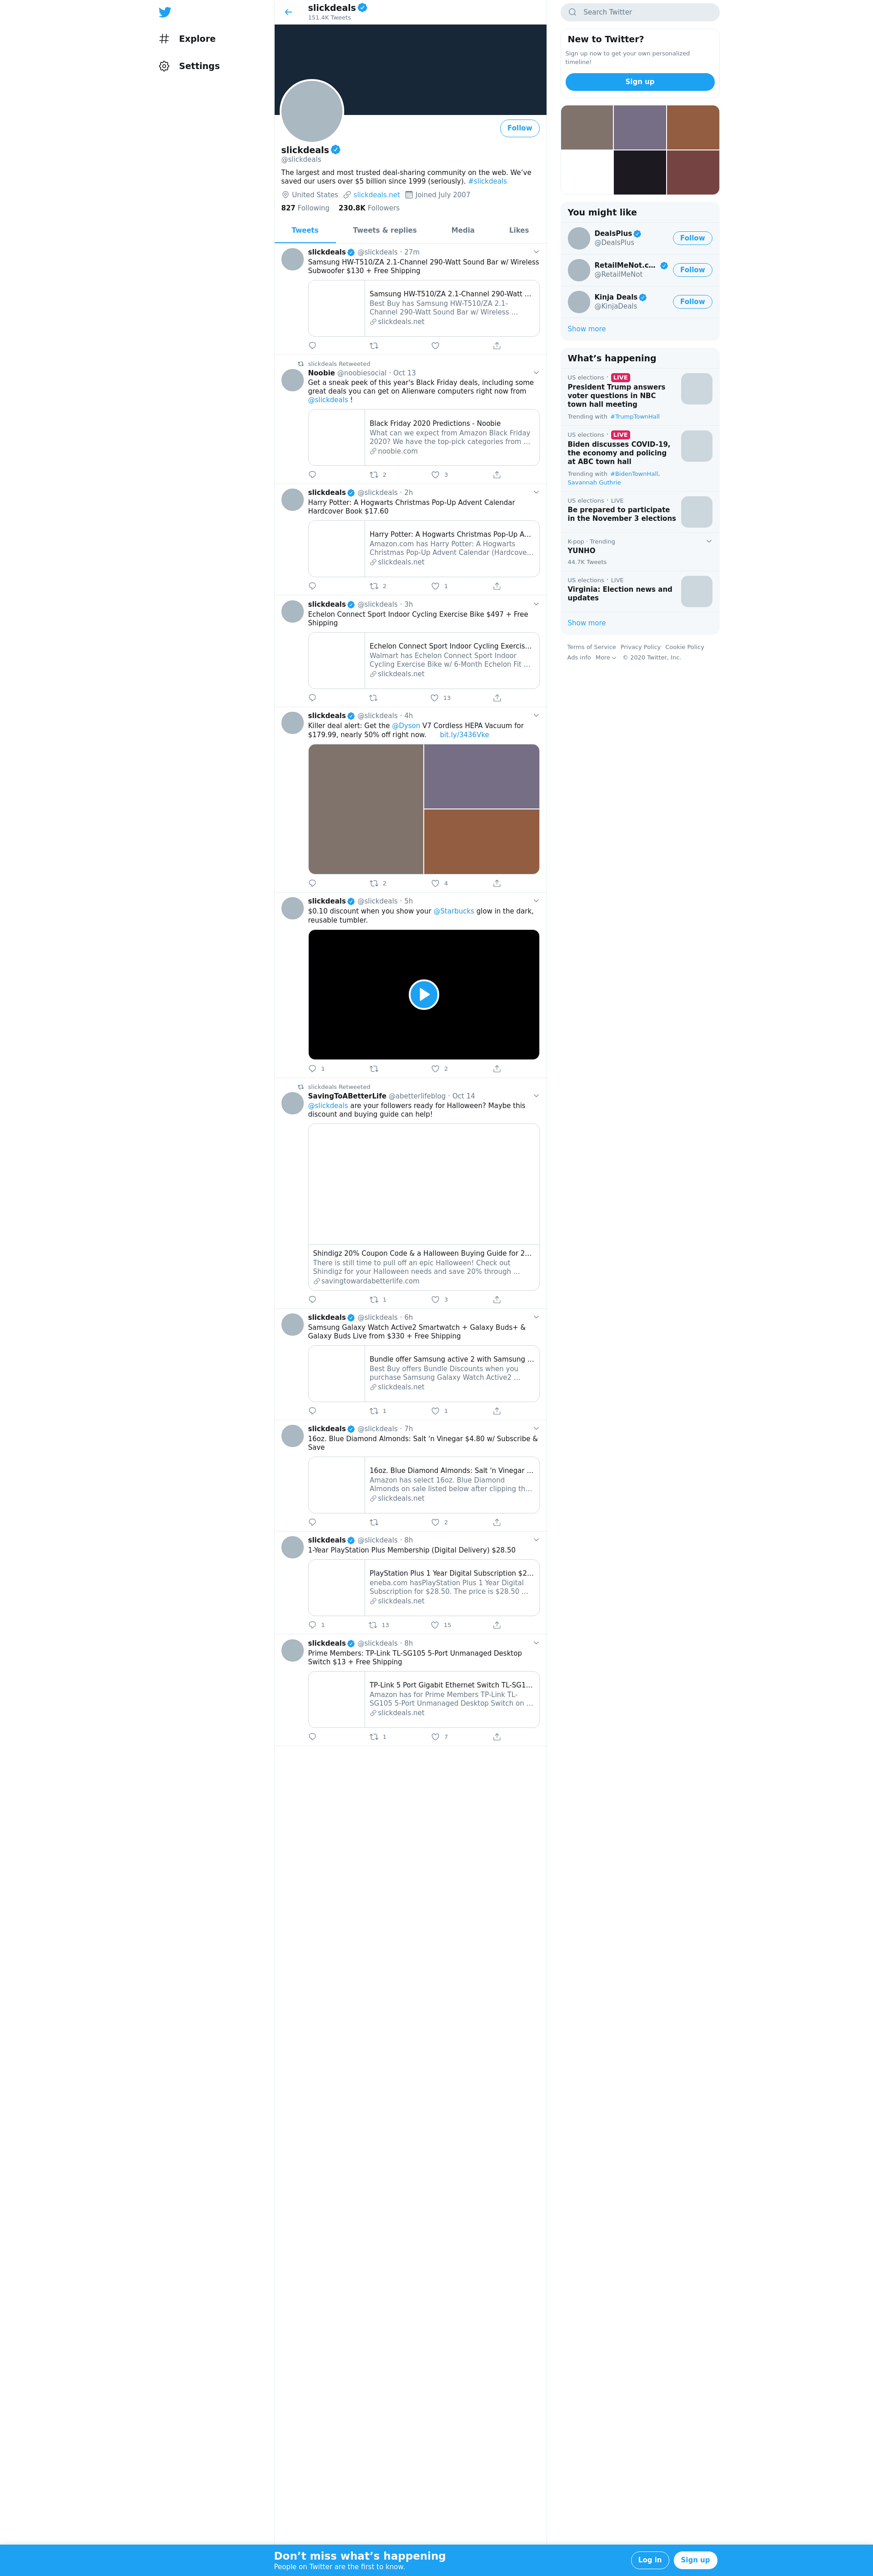 Explore
Settings
slickdeals
151.4K Tweets
Follow
slickdeals
@slickdeals
The largest and most trusted deal-sharing community on the web. We've
saved our users over $5 billion since 1999 (seriously). #slickdeals
United States slickdeals.net Joined July 2007
827 Following 230.8K Followers
Tweets Tweets & replies Media Likes
slickdeals @slickdeals · 27m
Samsung HW-T510/ZA 2.1-Channel 290-Watt Sound Bar w/ Wireless
Subwoofer $130 + Free Shipping
Samsung HW-T510/ZA 2.1-Channel 290-Watt ...
Best Buy has Samsung HW-T510/ZA 2.1-
Channel 290-Watt Sound Bar w/ Wireless ...
slickdeals.net
slickdeals Retweeted
Noobie @noobiesocial · Oct 13
Get a sneak peek of this year's Black Friday deals, including some
great deals you can get on Alienware computers right now from
@slickdeals !
Black Friday 2020 Predictions - Noobie
What can we expect from Amazon Black Friday
2020? We have the top-pick categories from ...
noobie.com
2 3
slickdeals @slickdeals · 2h
Harry Potter: A Hogwarts Christmas Pop-Up Advent Calendar
Hardcover Book $17.60
Harry Potter: A Hogwarts Christmas Pop-Up A...
Amazon.com has Harry Potter: A Hogwarts
Christmas Pop-Up Advent Calendar (Hardcove...
slickdeals.net
2 1
slickdeals @slickdeals · 3h
Echelon Connect Sport Indoor Cycling Exercise Bike $497 + Free
Shipping
Echelon Connect Sport Indoor Cycling Exercis...
Walmart has Echelon Connect Sport Indoor
Cycling Exercise Bike w/ 6-Month Echelon Fit ...
slickdeals.net
13
slickdeals @slickdeals · 4h
Killer deal alert: Get the @Dyson V7 Cordless HEPA Vacuum for
$179.99, nearly 50% off right now. bit.ly/3436Vke
2 4
slickdeals @slickdeals · 5h
$0.10 discount when you show your @Starbucks glow in the dark,
reusable tumbler.
1 2
slickdeals Retweeted
SavingToABetterLife @abetterlifeblog · Oct 14
@slickdeals are your followers ready for Halloween? Maybe this
discount and buying guide can help!
Shindigz 20% Coupon Code & a Halloween Buying Guide for 2...
There is still time to pull off an epic Halloween! Check out
Shindigz for your Halloween needs and save 20% through ...
savingtowardabetterlife.com
1 3
slickdeals @slickdeals · 6h
Samsung Galaxy Watch Active2 Smartwatch + Galaxy Buds+ &
Galaxy Buds Live from $330 + Free Shipping
Bundle offer Samsung active 2 with Samsung ...
Best Buy offers Bundle Discounts when you
purchase Samsung Galaxy Watch Active2 ...
slickdeals.net
1 1
slickdeals @slickdeals · 7h
16oz. Blue Diamond Almonds: Salt 'n Vinegar $4.80 w/ Subscribe &
Save
16oz. Blue Diamond Almonds: Salt 'n Vinegar ...
Amazon has select 16oz. Blue Diamond
Almonds on sale listed below after clipping th...
slickdeals.net
2
slickdeals @slickdeals · 8h
1-Year PlayStation Plus Membership (Digital Delivery) $28.50
PlayStation Plus 1 Year Digital Subscription $2...
eneba.com hasPlayStation Plus 1 Year Digital
Subscription for $28.50. The price is $28.50 ...
slickdeals.net
1 13 15
slickdeals @slickdeals · 8h
Prime Members: TP-Link TL-SG105 5-Port Unmanaged Desktop
Switch $13 + Free Shipping
TP-Link 5 Port Gigabit Ethernet Switch TL-SG1...
Amazon has for Prime Members TP-Link TL-
SG105 5-Port Unmanaged Desktop Switch on ...
slickdeals.net
1 7
Search Twitter
New to Twitter?
Sign up now to get your own personalized
timeline!
Sign up
You might like
DealsPlus
@DealsPlus
Follow
RetailMeNot.c...
@RetailMeNot
Follow
Kinja Deals
@KinjaDeals
Follow
Show more
What's happening
US elections · LIVE
President Trump answers
voter questions in NBC
town hall meeting
Trending with #TrumpTownHall
US elections · LIVE
Biden discusses COVID-19,
the economy and policing
at ABC town hall
Trending with #BidenTownHall,
Savannah Guthrie
US elections · LIVE
Be prepared to participate
in the November 3 elections
K-pop · Trending
YUNHO
44.7K Tweets
US elections · LIVE
Virginia: Election news and
updates
Show more
Terms of Service Privacy Policy Cookie Policy
Ads info More © 2020 Twitter, Inc.
Don't miss what's happening
People on Twitter are the first to know.
Log in Sign up